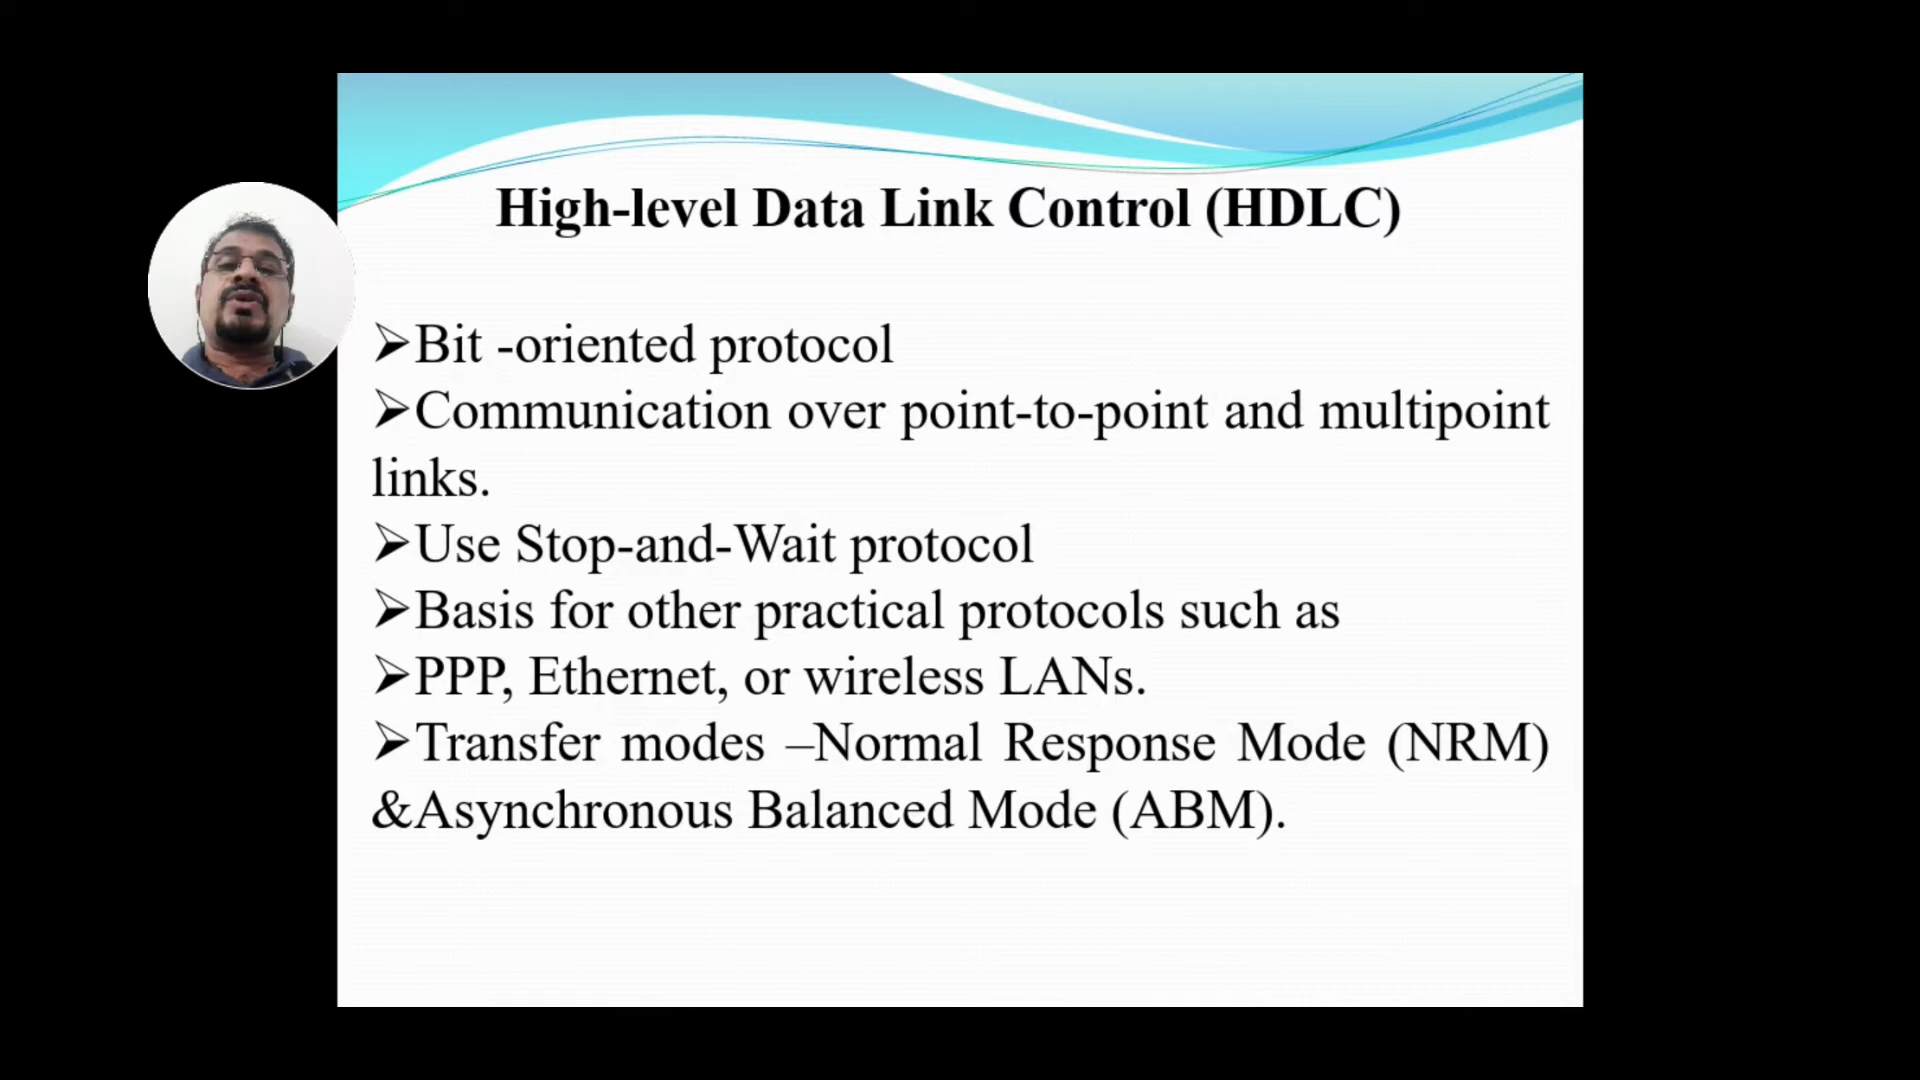 High-level Data Link Control (HDLC)
➢Bit -oriented protocol
➢Communication over point-to-point and multipoint
links.
➢Use Stop-and-Wait protocol
➢Basis for other practical protocols such as
➢PPP, Ethernet, or wireless LANs.
➢Transfer modes –Normal Response Mode (NRM)
&Asynchronous Balanced Mode (ABM).